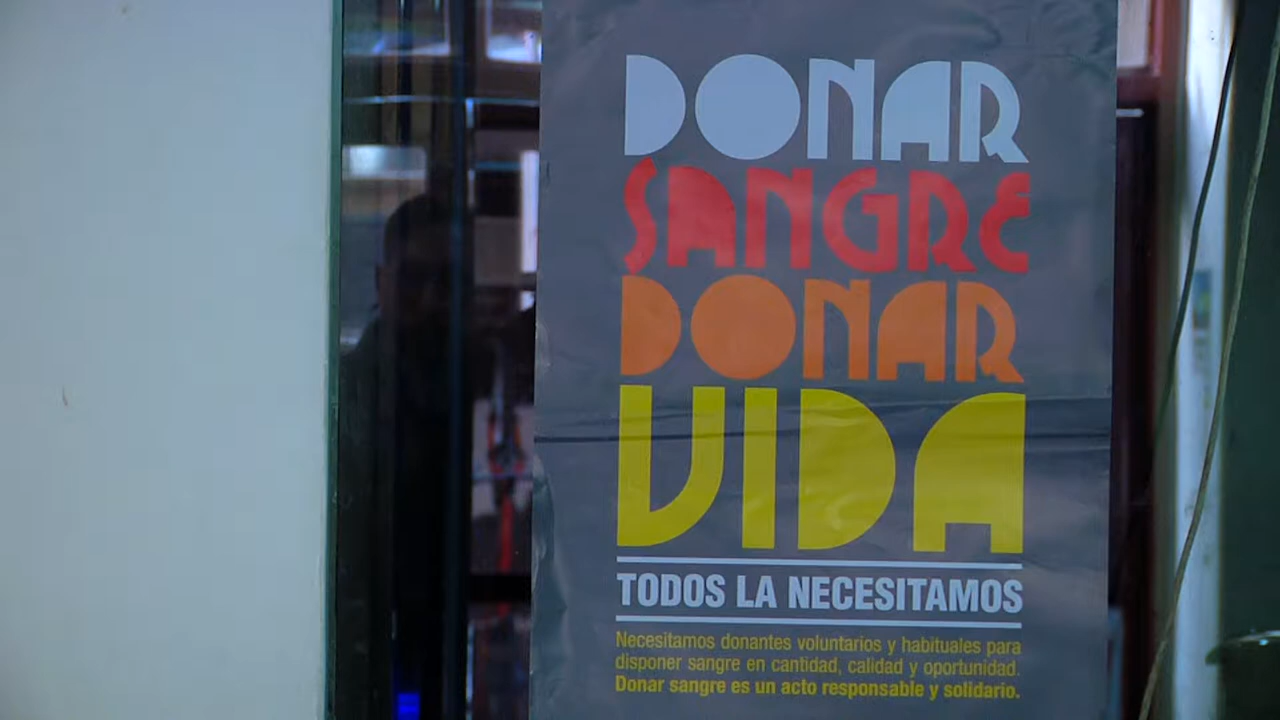 DONAR
SANGRE
DONAR
VIDA
TODOS LA NECESITAMOS
Necesitamos donantes voluntarios y habituales para
disponer sangre en cantidad, calidad y oportunidad.
Donar sangre es un acto responsable y solidario.